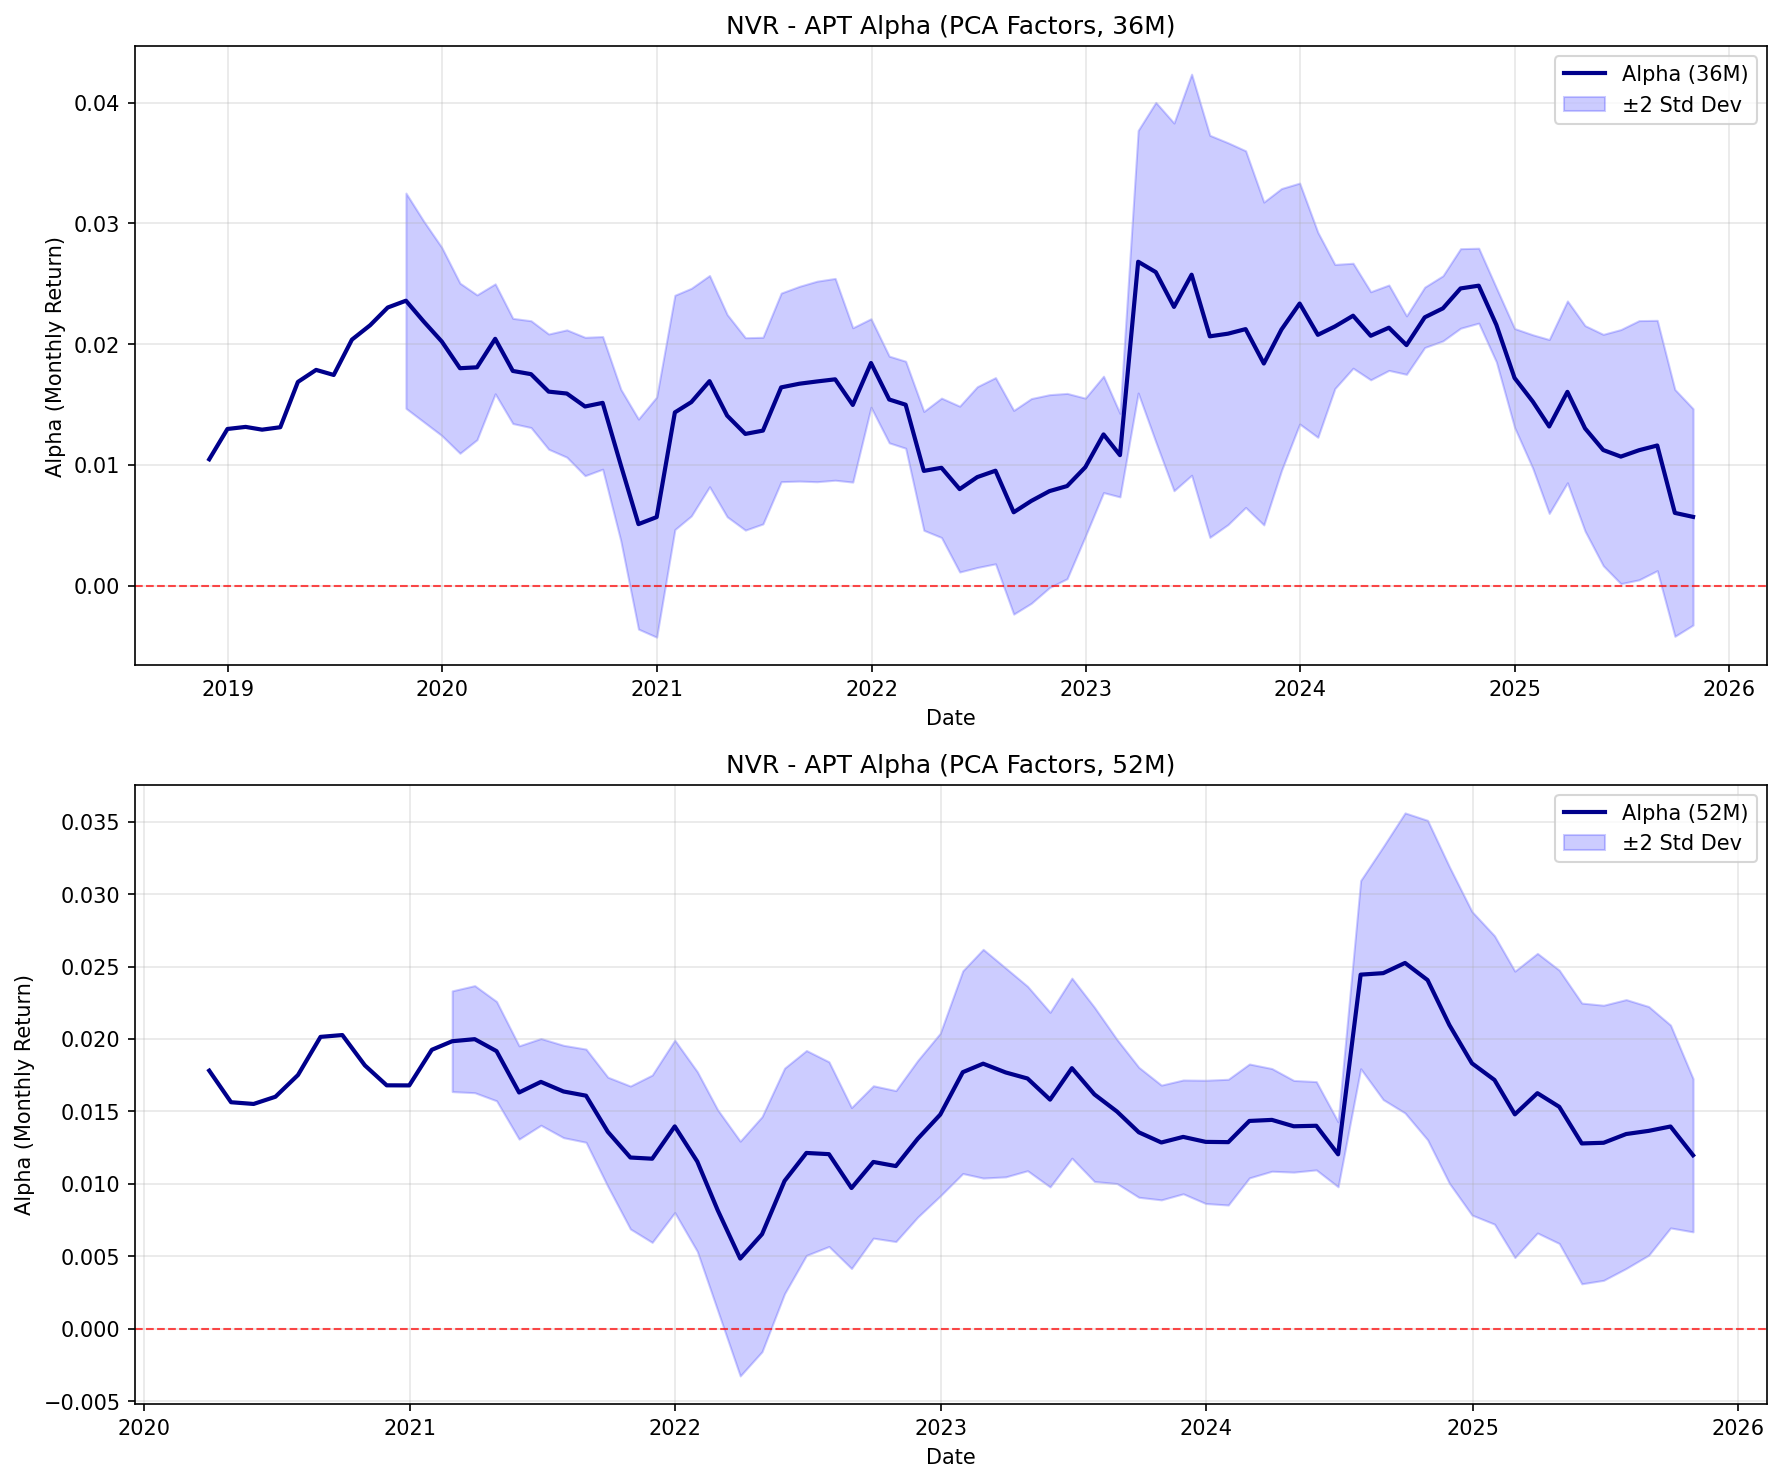 NVR - APT Alpha (PCA Factors, 36M)
Alpha (36M)
±2 Std Dev
Alpha (Monthly Return)
0.04
0.03
0.02
0.01
0.00
2019 2020 2021 2022 2023 2024 2025 2026
Date
NVR - APT Alpha (PCA Factors, 52M)
Alpha (52M)
±2 Std Dev
Alpha (Monthly Return)
0.035
0.030
0.025
0.020
0.015
0.010
0.005
0.000
−0.005
2020 2021 2022 2023 2024 2025 2026
Date